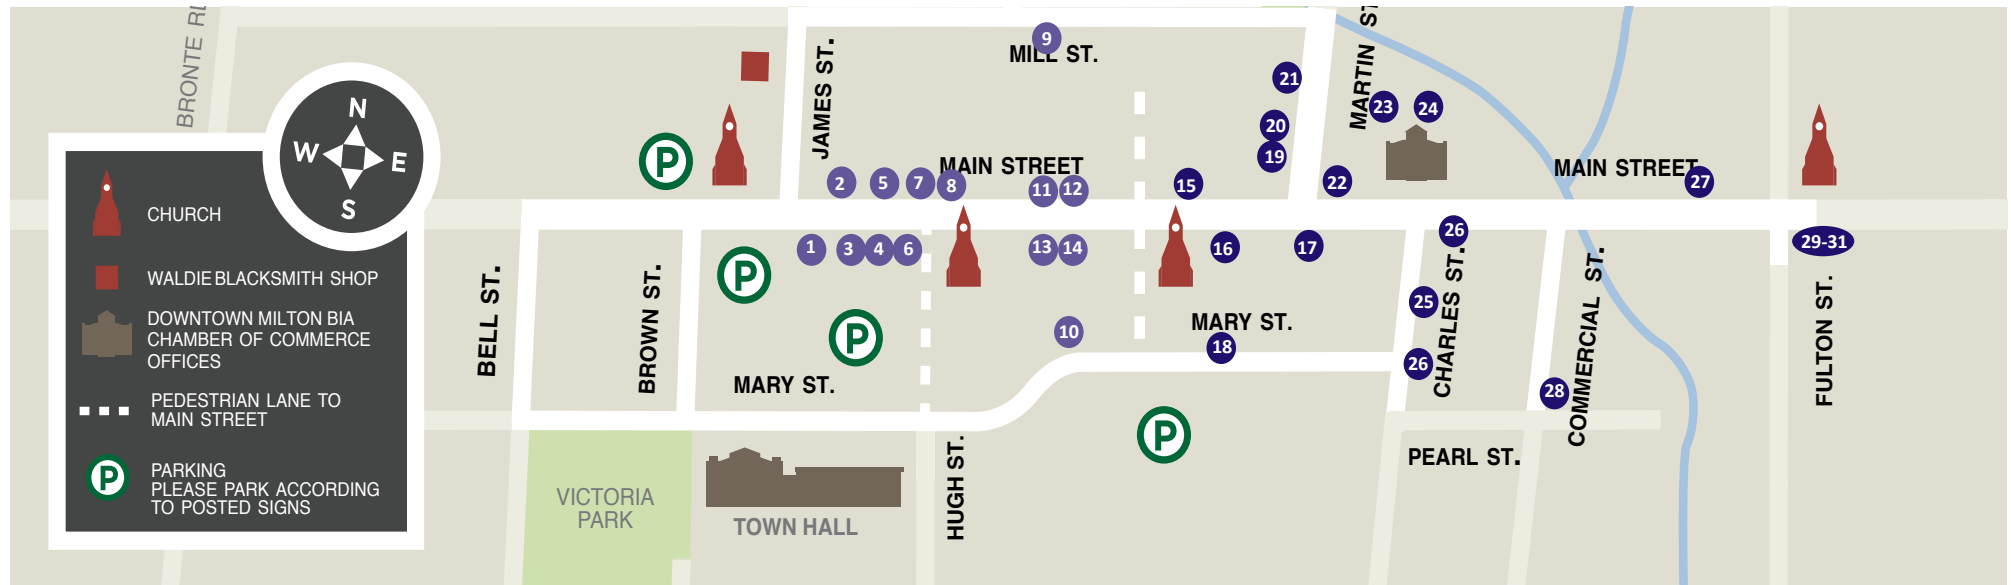 BRONTE RD
N
W
E
S
CHURCH
WALDIE BLACKSMITH SHOP
DOWNTOWN MILTON BIA
CHAMBER OF COMMERCE
OFFICES
PEDESTRIAN LANE TO
MAIN STREET
P
PARKING
PLEASE PARK ACCORDING
TO POSTED SIGNS
9
MILL ST.
JAMES ST.
MARTIN ST
21
23
24
20
19
P
MAIN STREET
MAIN STREET
2
5
7
8
11
12
15
22
27
1
3
4
6
13
14
16
17
26
29-31
P
BELL ST.
BROWN ST.
CHARLES ST.
COMMERCIAL ST.
FULTON ST.
25
P
10
MARY ST.
18
26
MARY ST.
28
P
HUGH ST.
PEARL ST.
VICTORIA
PARK
TOWN HALL